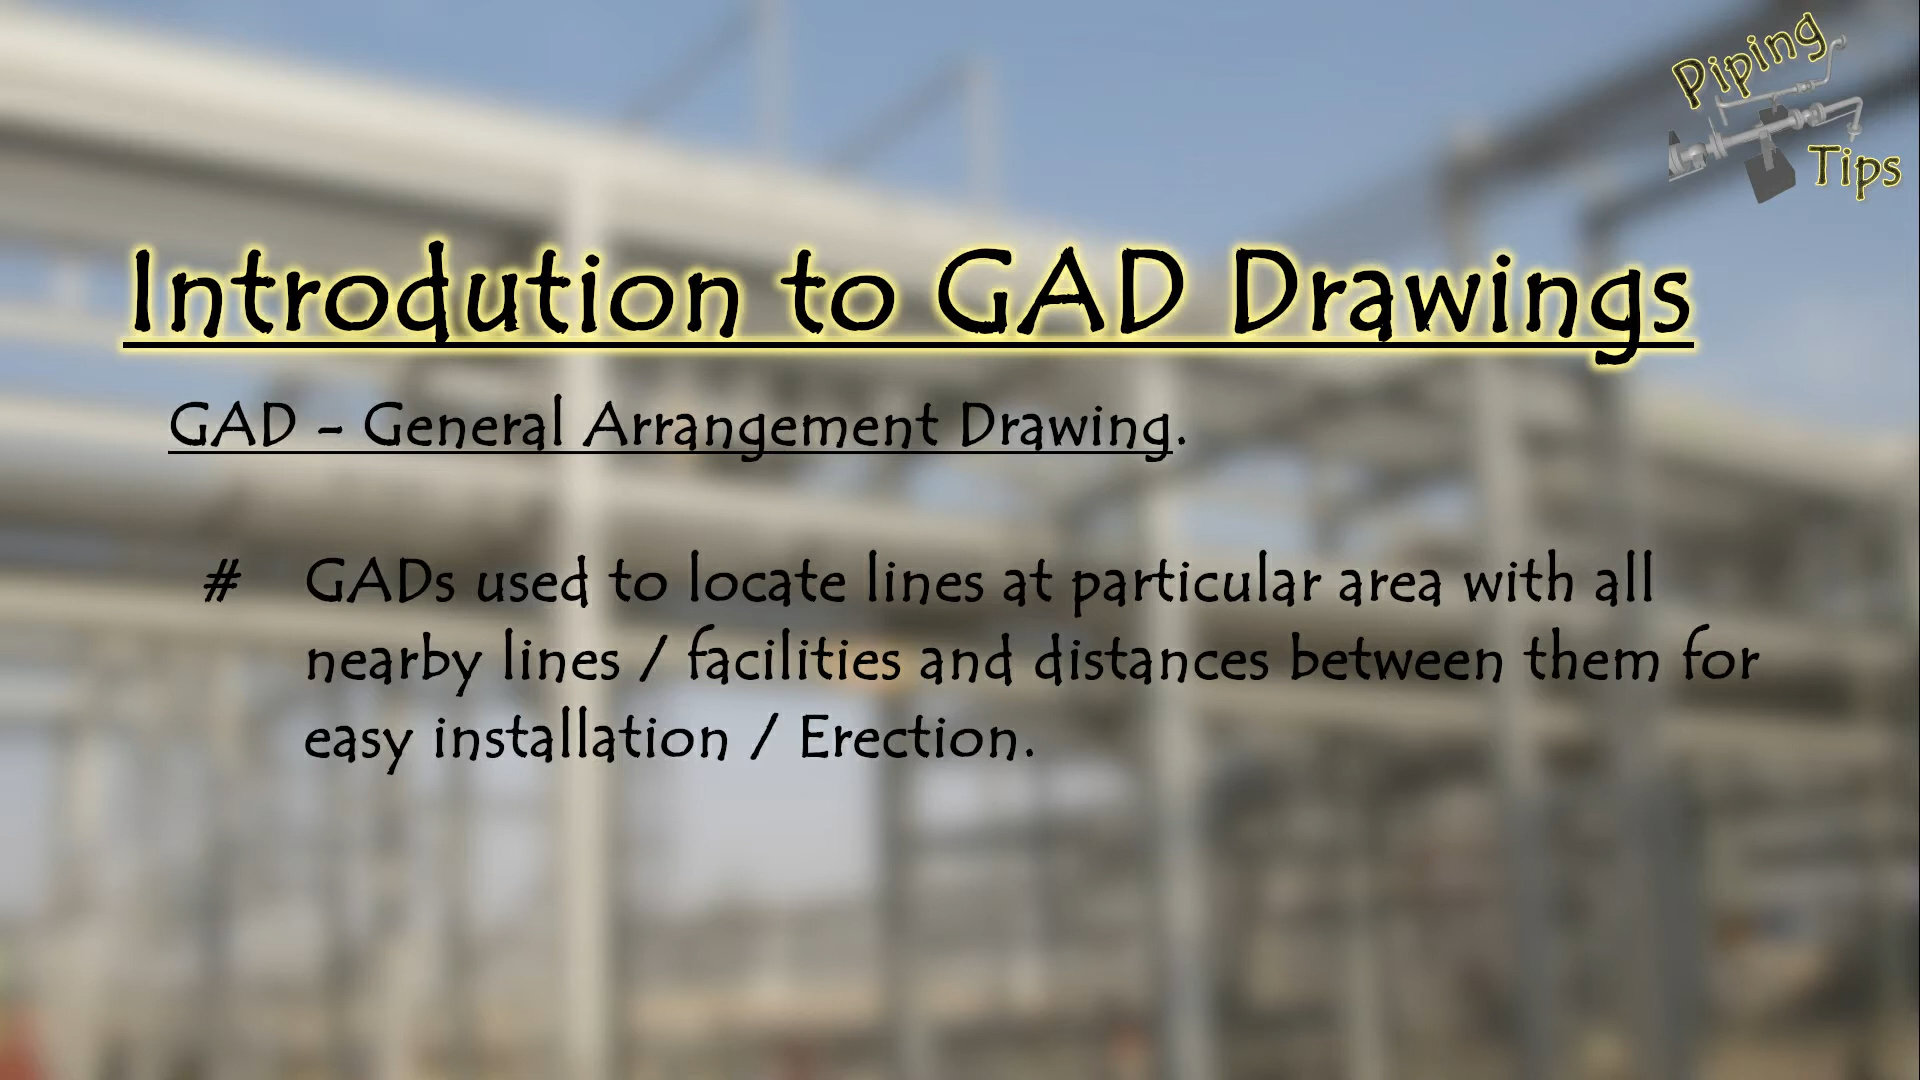 Piping
Tips
Introdution to GAD Drawings
GAD - General Arrangement Drawing.
# GADs used to locate lines at particular area with all
nearby lines / facilities and distances between them for
easy installation / Erection.